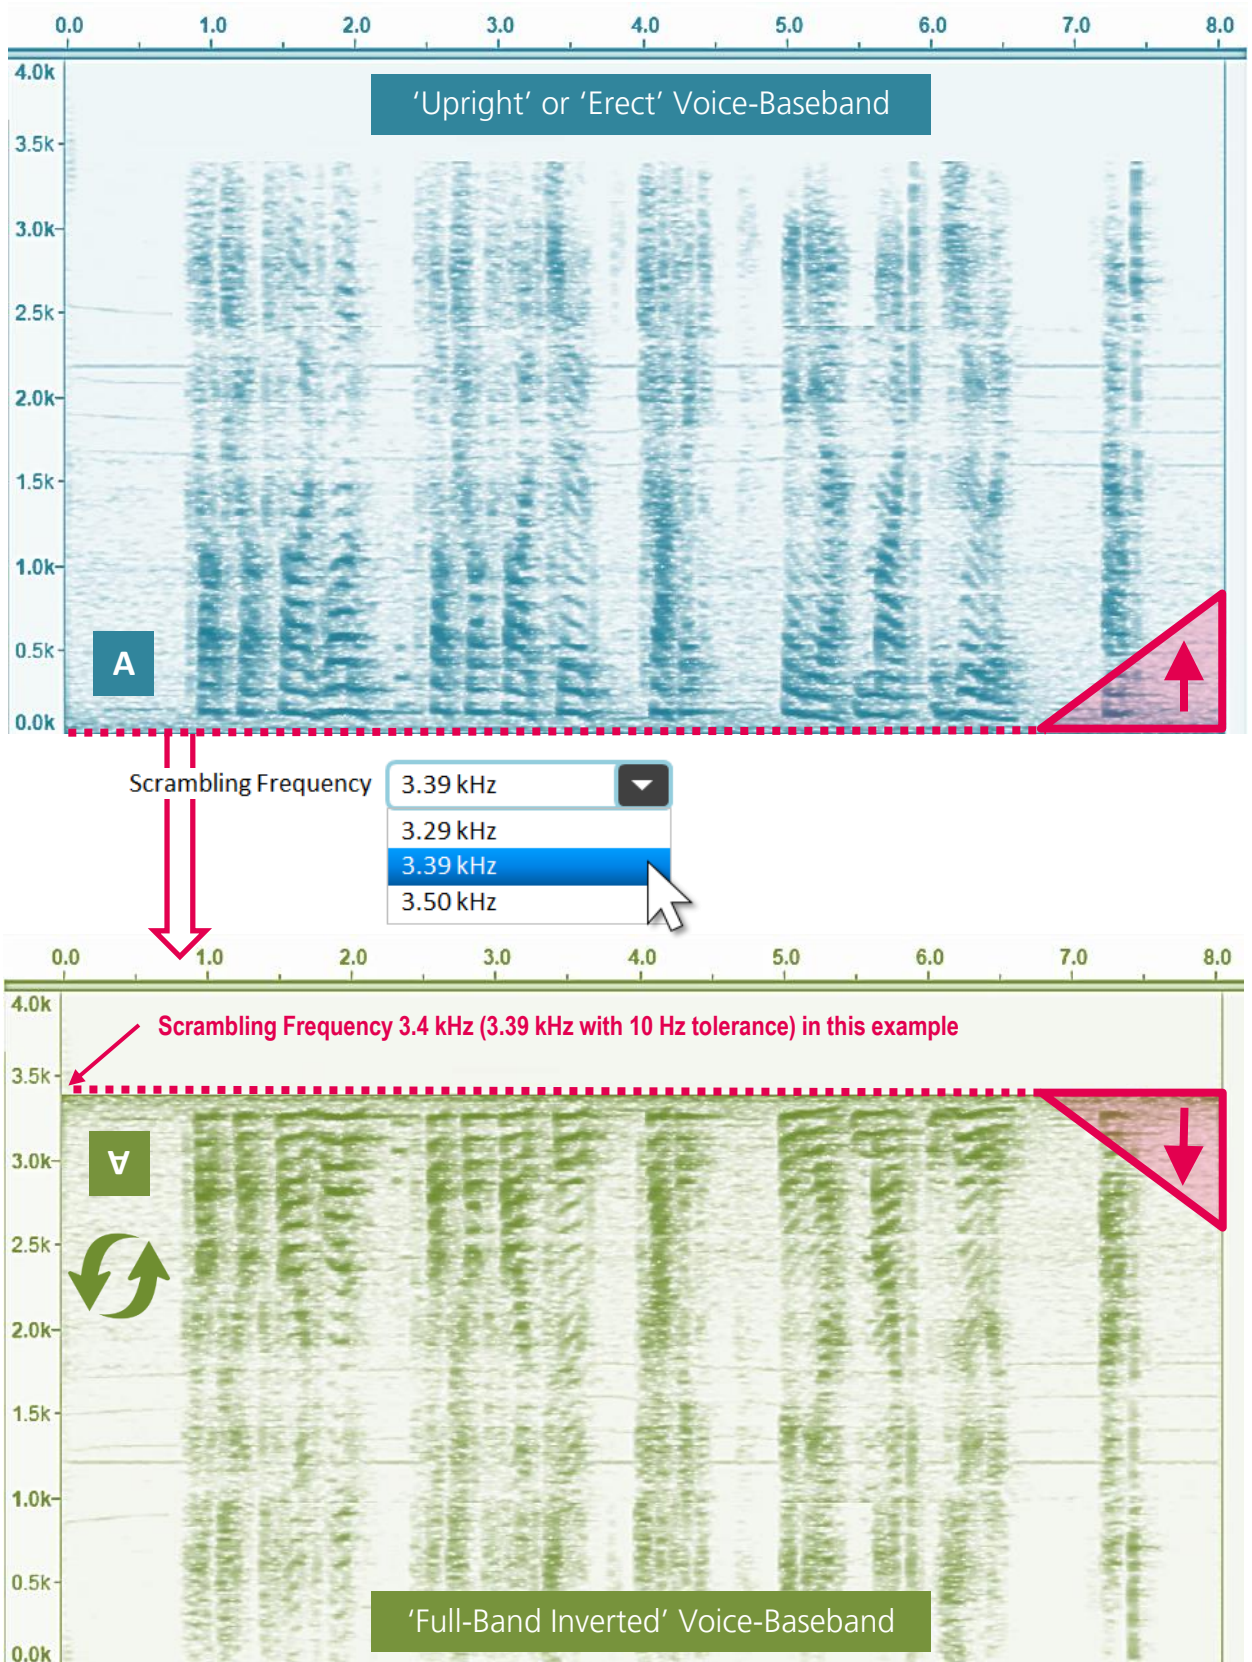 0.0 1.0 2.0 3.0 4.0 5.0 6.0 7.0 8.0
4.0k
‘Upright’ or ‘Erect’ Voice-Baseband
3.5k
3.0k
2.5k
2.0k
1.5k
1.0k
0.5k
A
0.0k
Scrambling Frequency 3.39 kHz
3.29 kHz
3.39 kHz
3.50 kHz
0.0 1.0 2.0 3.0 4.0 5.0 6.0 7.0 8.0
4.0k
Scrambling Frequency 3.4 kHz (3.39 kHz with 10 Hz tolerance) in this example
3.5k
A
3.0k
2.5k
2.0k
1.5k
1.0k
0.5k
‘Full-Band Inverted’ Voice-Baseband
0.0k